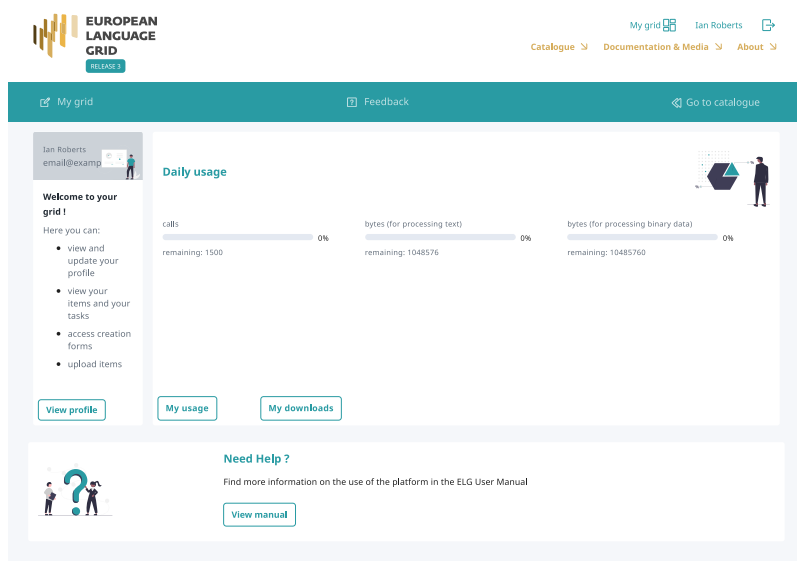 EUROPEAN
LANGUAGE
GRID
RELEASE 3
My grid
Ian Roberts
Catalogue
Documentation & Media
About
My grid
Feedback
Go to catalogue
Ian Roberts
email@examp
Welcome to your
grid !
Here you can:
view and
update your
profile
view your
items and your
tasks
access creation
forms
upload items
View profile
Daily usage
calls
0%
remaining: 1500
bytes (for processing text)
0%
remaining: 1048576
bytes (for processing binary data)
0%
remaining: 10485760
My usage
My downloads
Need Help ?
Find more information on the use of the platform in the ELG User Manual
View manual